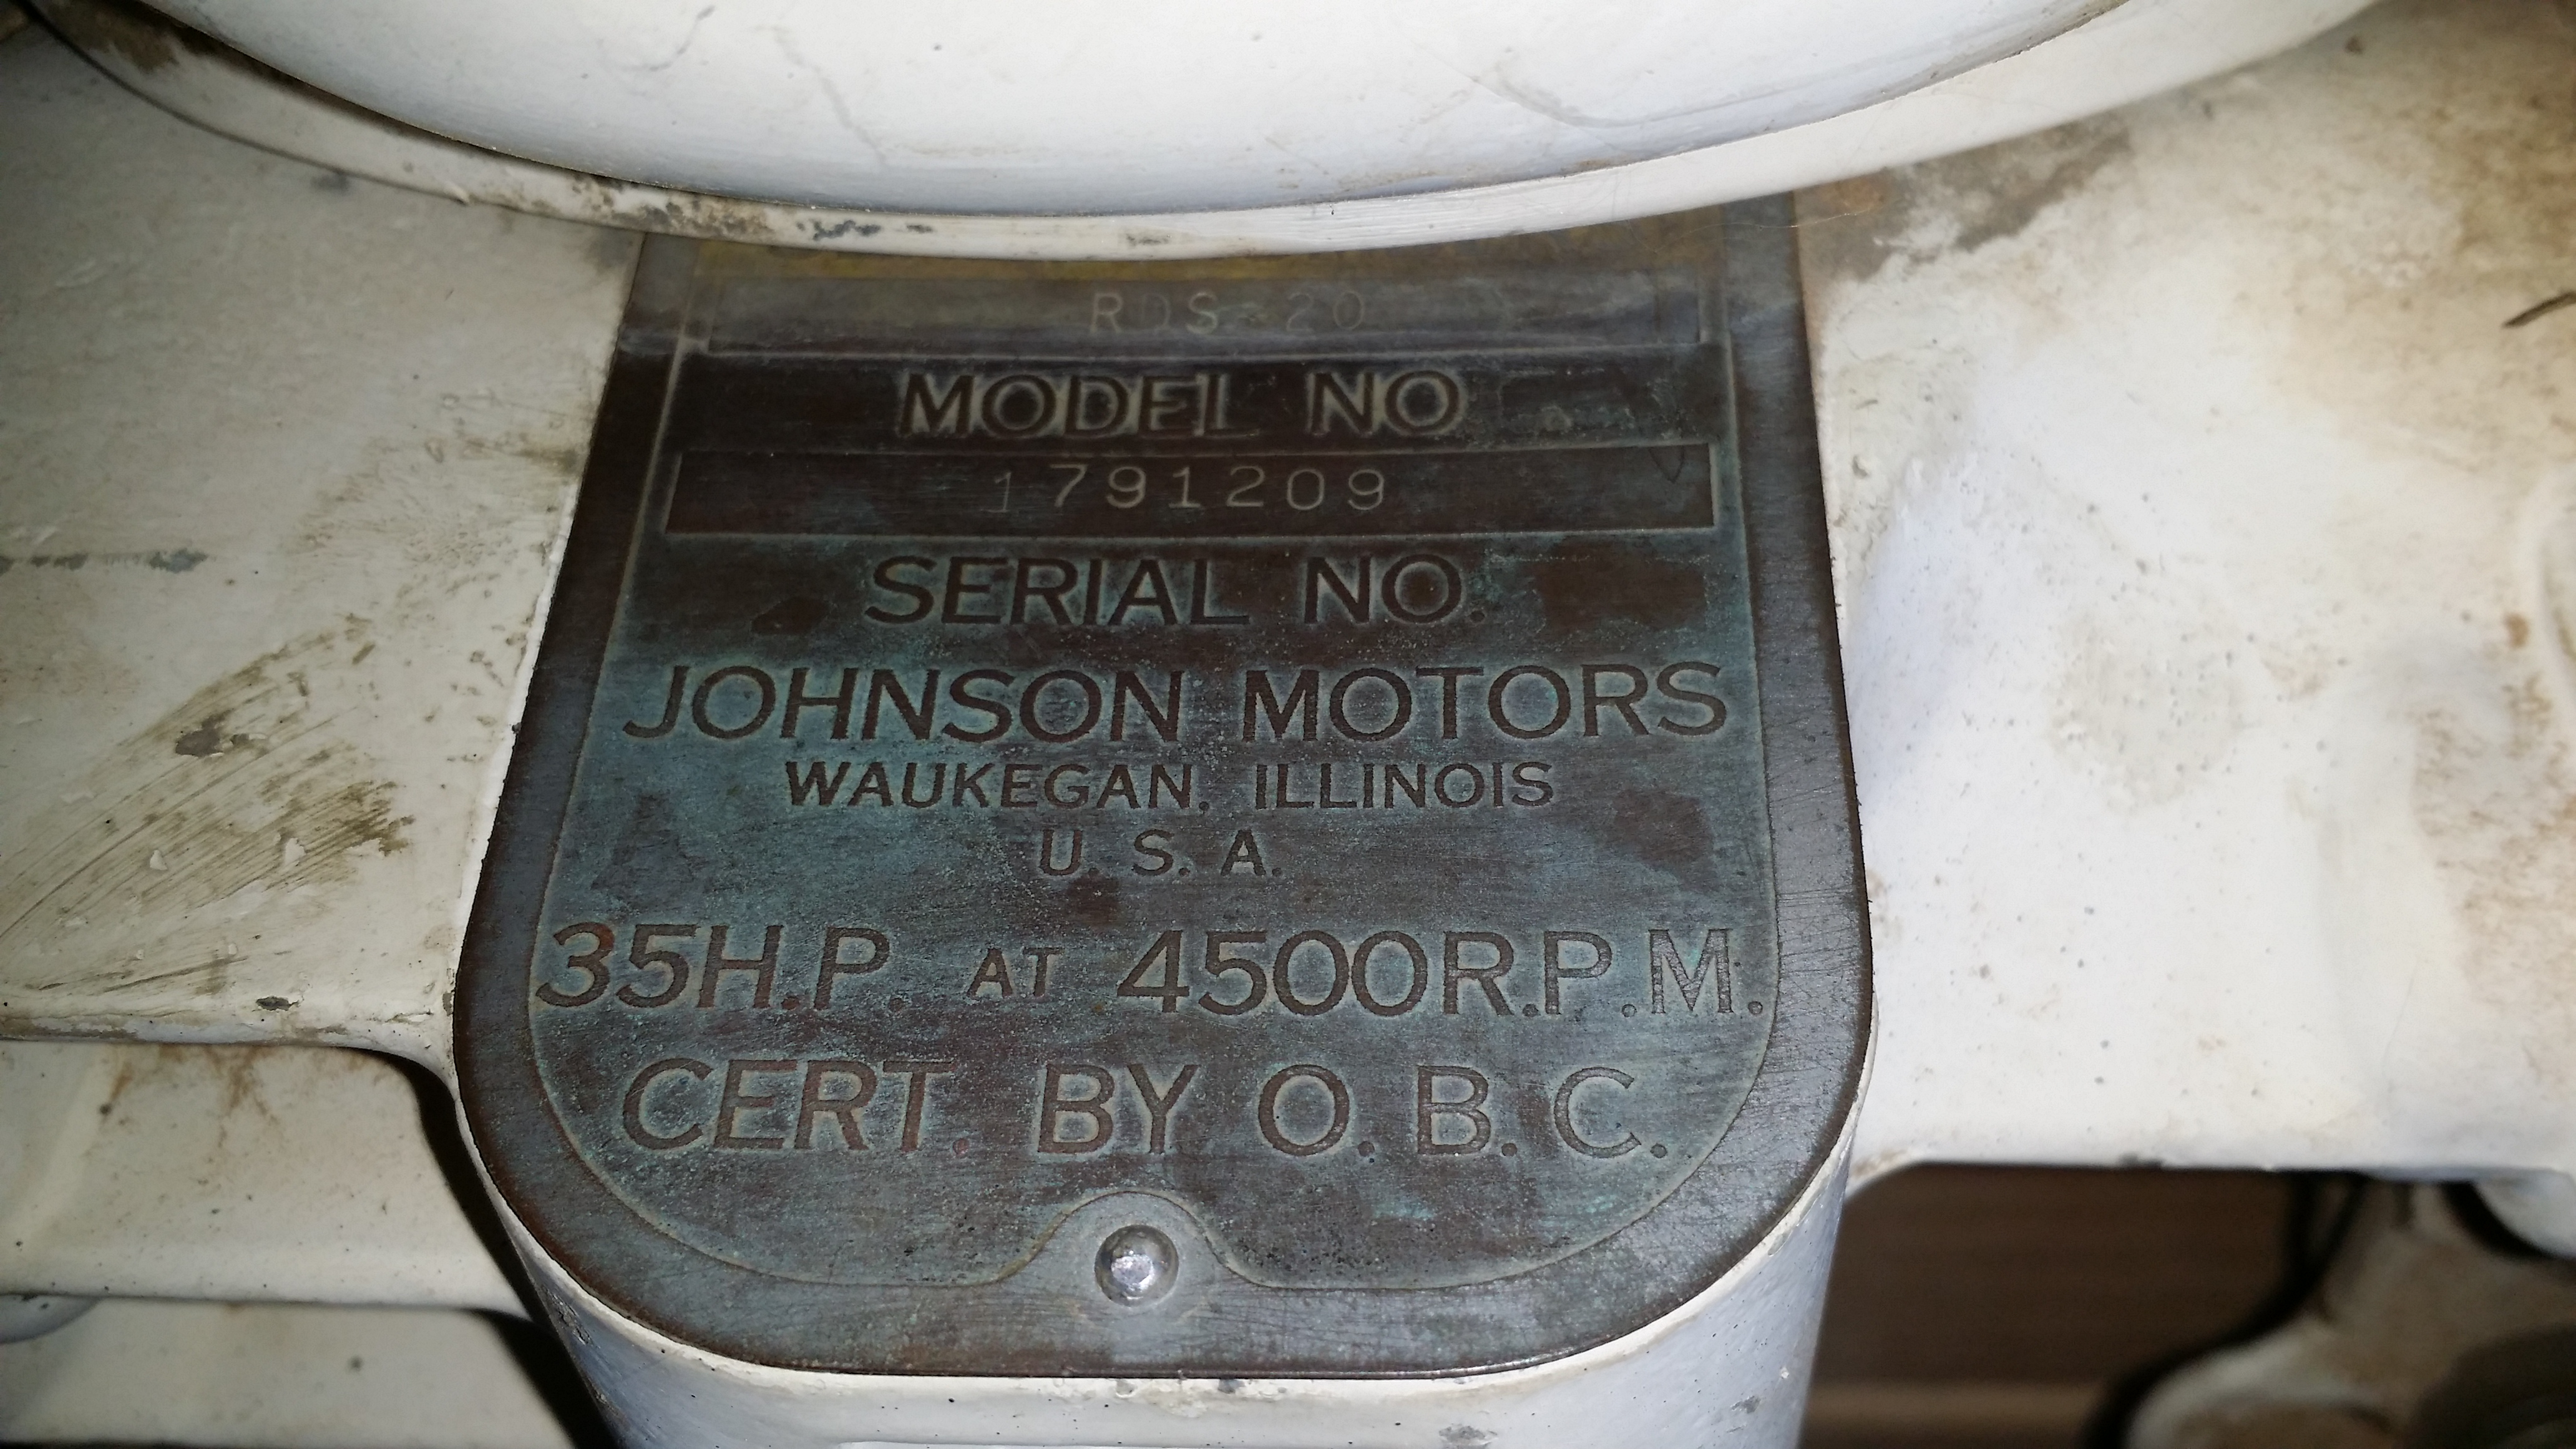 RDS 20
MODEL NO
1791209
SERIAL NO.
JOHNSON MOTORS
WAUKEGAN, ILLINOIS
U. S. A.
35H.P. AT 4500R.P.M.
CERT. BY O.B.C.